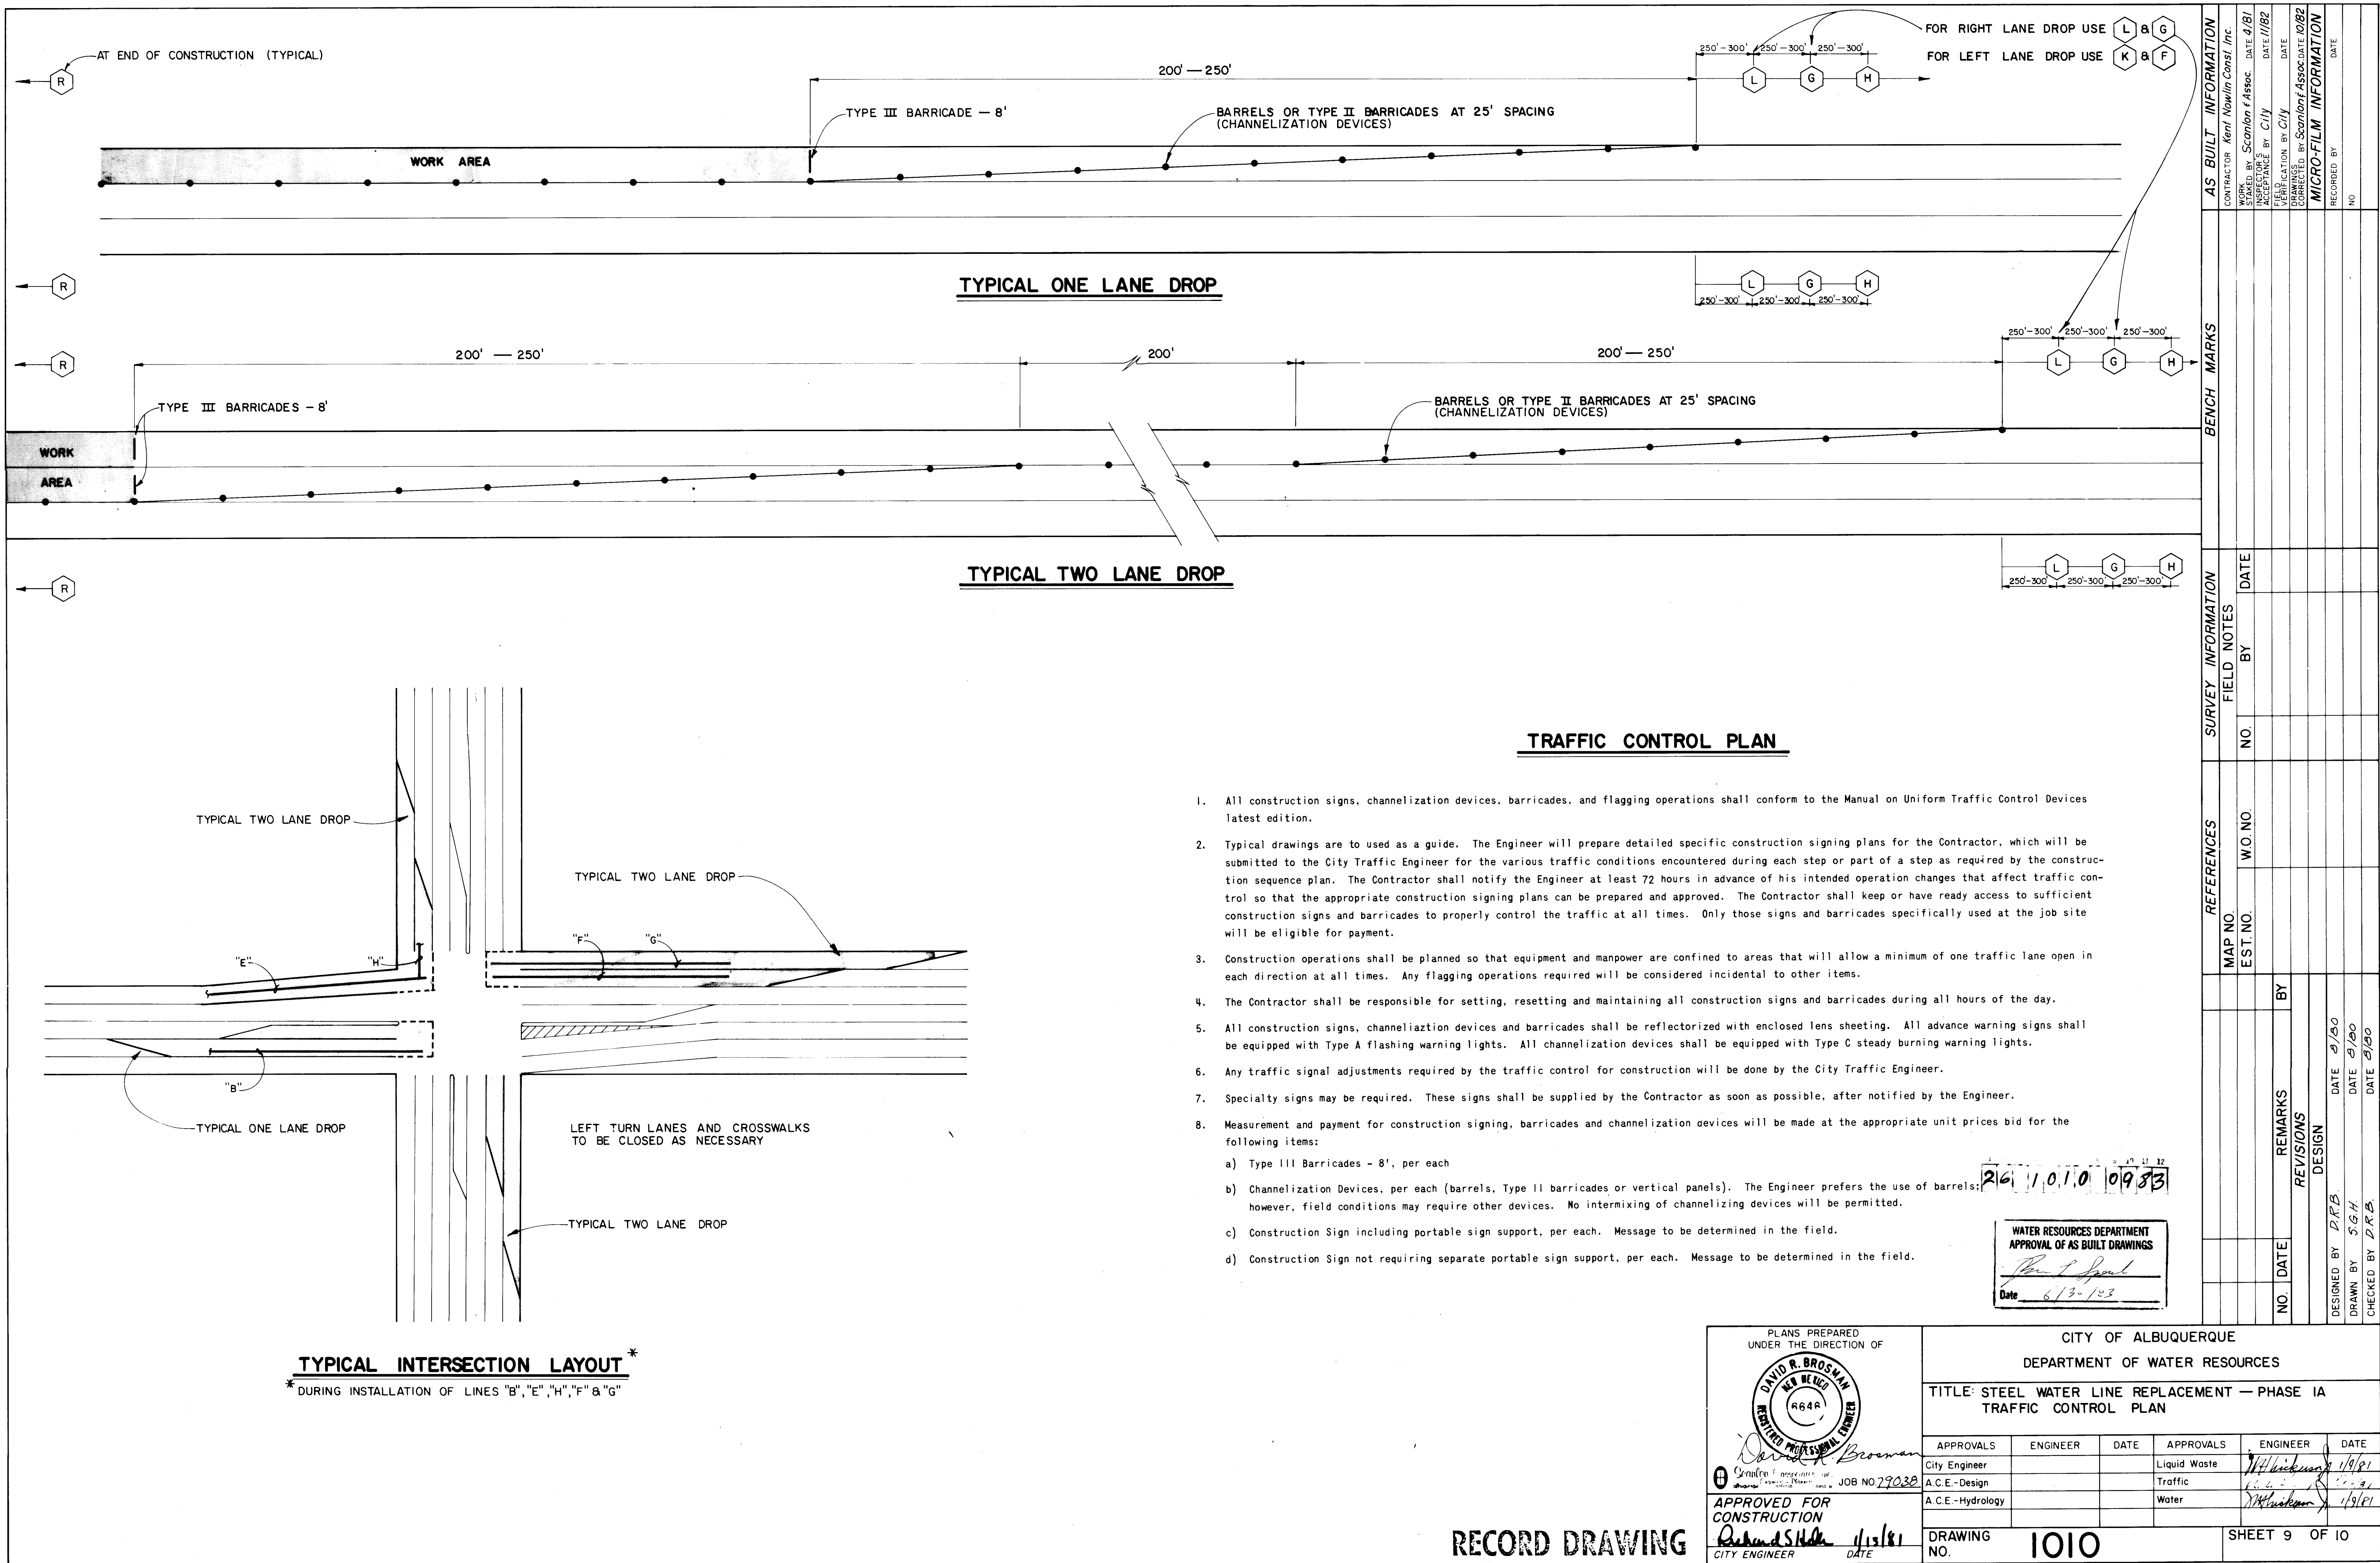 AT END OF CONSTRUCTION (TYPICAL)
R
200' — 250'
250'-300' 250'-300' 250'-300'
L G H
FOR RIGHT LANE DROP USE L & G
FOR LEFT LANE DROP USE K & F
TYPE III BARRICADE — 8'
BARRELS OR TYPE II BARRICADES AT 25' SPACING
(CHANNELIZATION DEVICES)
WORK AREA
R
TYPICAL ONE LANE DROP
L G H
250'-300' 250'-300' 250'-300'
R
200' — 250'
200'
200' — 250'
250'-300' 250'-300' 250'-300'
L G H
TYPE III BARRICADES - 8'
BARRELS OR TYPE II BARRICADES AT 25' SPACING
(CHANNELIZATION DEVICES)
WORK
AREA
R
TYPICAL TWO LANE DROP
L G H
250'-300' 250'-300' 250'-300'
TYPICAL TWO LANE DROP
TYPICAL TWO LANE DROP
"E"
"H"
"F"
"G"
"B"
TYPICAL ONE LANE DROP
LEFT TURN LANES AND CROSSWALKS
TO BE CLOSED AS NECESSARY
TYPICAL TWO LANE DROP
TYPICAL INTERSECTION LAYOUT *
* DURING INSTALLATION OF LINES "B", "E", "H", "F" & "G"
TRAFFIC CONTROL PLAN
1. All construction signs, channelization devices, barricades, and flagging operations shall conform to the Manual on Uniform Traffic Control Devices
latest edition.
2. Typical drawings are to used as a guide. The Engineer will prepare detailed specific construction signing plans for the Contractor, which will be
submitted to the City Traffic Engineer for the various traffic conditions encountered during each step or part of a step as required by the construc-
tion sequence plan. The Contractor shall notify the Engineer at least 72 hours in advance of his intended operation changes that affect traffic con-
trol so that the appropriate construction signing plans can be prepared and approved. The Contractor shall keep or have ready access to sufficient
construction signs and barricades to properly control the traffic at all times. Only those signs and barricades specifically used at the job site
will be eligible for payment.
3. Construction operations shall be planned so that equipment and manpower are confined to areas that will allow a minimum of one traffic lane open in
each direction at all times. Any flagging operations required will be considered incidental to other items.
4. The Contractor shall be responsible for setting, resetting and maintaining all construction signs and barricades during all hours of the day.
5. All construction signs, channeliaztion devices and barricades shall be reflectorized with enclosed lens sheeting. All advance warning signs shall
be equipped with Type A flashing warning lights. All channelization devices shall be equipped with Type C steady burning warning lights.
6. Any traffic signal adjustments required by the traffic control for construction will be done by the City Traffic Engineer.
7. Specialty signs may be required. These signs shall be supplied by the Contractor as soon as possible, after notified by the Engineer.
8. Measurement and payment for construction signing, barricades and channelization devices will be made at the appropriate unit prices bid for the
following items:
a) Type III Barricades - 8', per each
b) Channelization Devices, per each (barrels, Type II barricades or vertical panels). The Engineer prefers the use of barrels;
however, field conditions may require other devices. No intermixing of channelizing devices will be permitted.
c) Construction Sign including portable sign support, per each. Message to be determined in the field.
d) Construction Sign not requiring separate portable sign support, per each. Message to be determined in the field.
26 1010 0983
WATER RESOURCES DEPARTMENT
APPROVAL OF AS BUILT DRAWINGS
Date 6/30/83
AS BUILT INFORMATION
CONTRACTOR Kent Nowlin Const. Inc.
WORK STAKED BY Scanlon & Assoc. DATE 4/81
INSPECTOR'S ACCEPTANCE BY City DATE 11/82
FIELD VERIFICATION BY City DATE
DRAWINGS CORRECTED BY Scanlon & Assoc. DATE 10/82
MICRO-FILM INFORMATION
RECORDED BY DATE
NO
BENCH MARKS
SURVEY INFORMATION
FIELD NOTES
NO. BY DATE
REFERENCES
MAP NO.
EST. NO. W.O. NO.
NO. DATE REMARKS BY
REVISIONS
DESIGN
DESIGNED BY D.R.B. DATE 8/80
DRAWN BY S.G.H. DATE 8/80
CHECKED BY D.R.B. DATE 8/80
PLANS PREPARED
UNDER THE DIRECTION OF
DAVID R. BROSMAN
NEW MEXICO
6646
REGISTERED PROFESSIONAL ENGINEER
David R. Brosman
JOB NO. 79038
APPROVED FOR
CONSTRUCTION
1/15/81
CITY ENGINEER DATE
CITY OF ALBUQUERQUE
DEPARTMENT OF WATER RESOURCES
TITLE: STEEL WATER LINE REPLACEMENT — PHASE IA
TRAFFIC CONTROL PLAN
APPROVALS ENGINEER DATE APPROVALS ENGINEER DATE
City Engineer Liquid Waste 1/9/81
A.C.E.-Design Traffic
A.C.E.-Hydrology Water 1/9/81
DRAWING NO. 1010 SHEET 9 OF 10
RECORD DRAWING